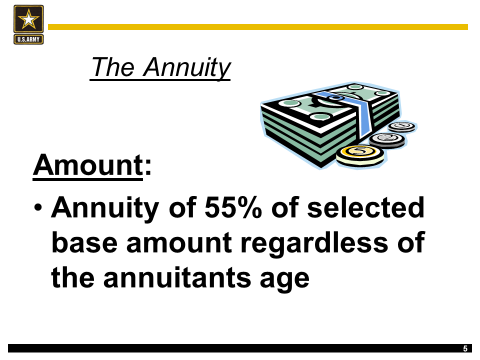 U.S.ARMY
The Annuity
Amount:
• Annuity of 55% of selected
base amount regardless of
the annuitants age
5